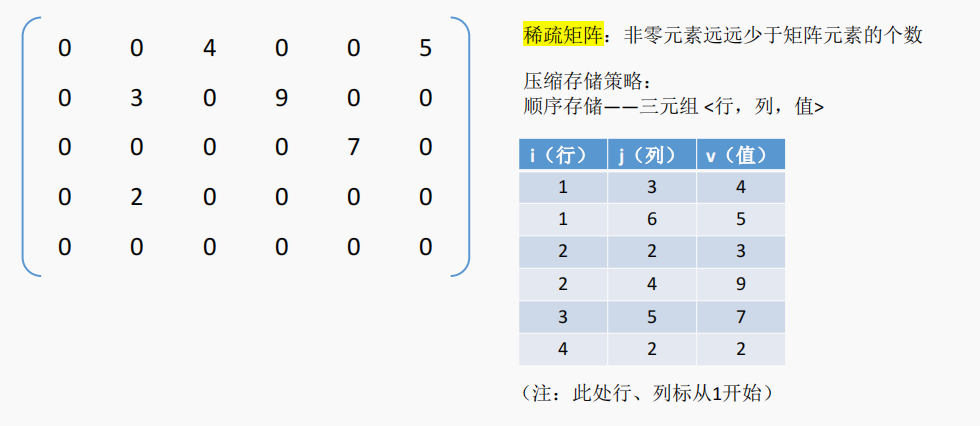 0 0 4 0 0 5
0 3 0 9 0 0
0 0 0 0 7 0
0 2 0 0 0 0
0 0 0 0 0 0
稀疏矩阵：非零元素远远少于矩阵元素的个数
压缩存储策略：
顺序存储——三元组 <行，列，值>
i（行） j（列） v（值）
1 3 4
1 6 5
2 2 3
2 4 9
3 5 7
4 2 2
（注：此处行、列标从1开始）